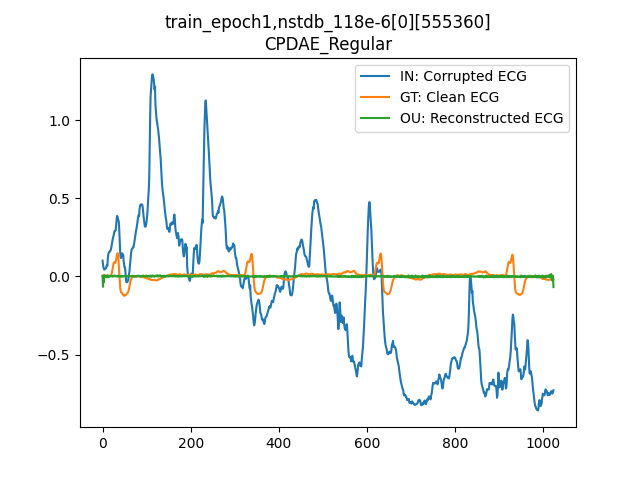 train_epoch1,nstdb_118e-6[0][555360]
CPDAE_Regular
IN: Corrupted ECG
GT: Clean ECG
OU: Reconstructed ECG
1.0
0.5
0.0
−0.5
0 200 400 600 800 1000